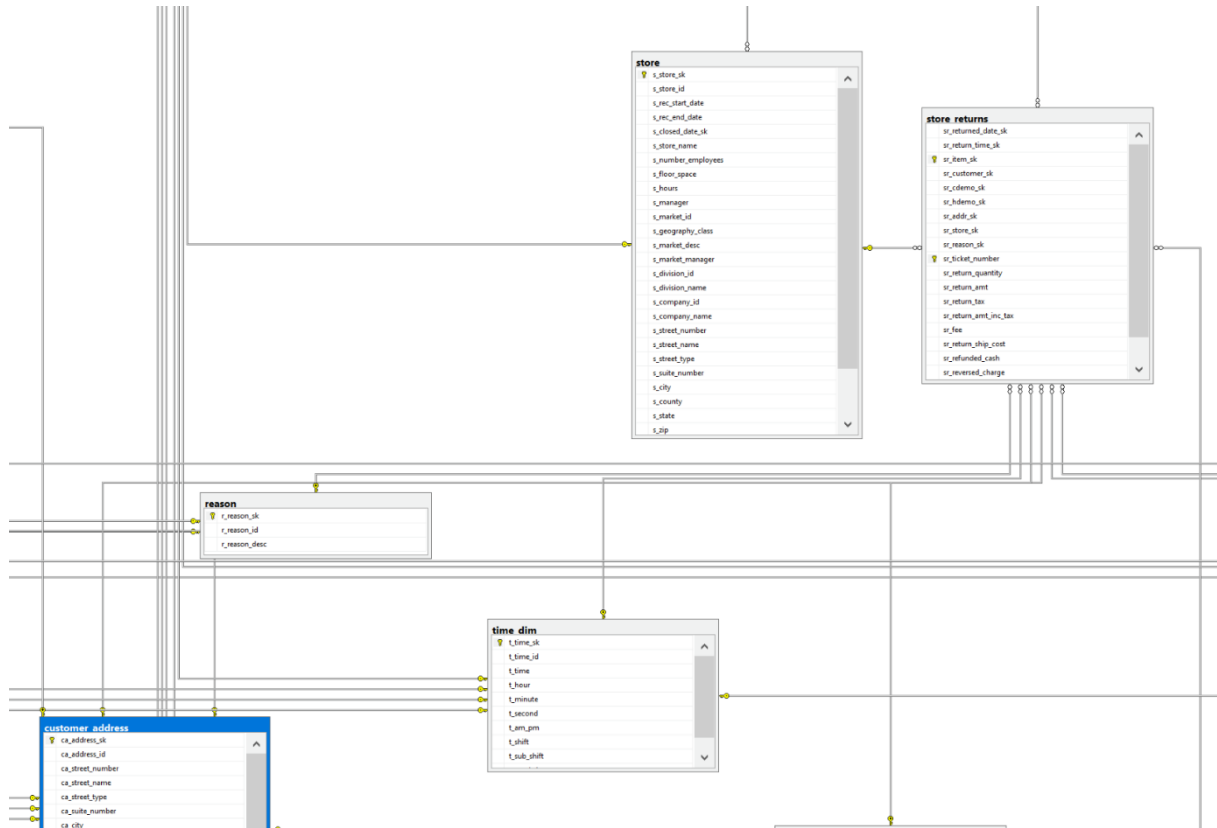 store
s_store_sk
s_store_id
s_rec_start_date
s_rec_end_date
s_closed_date_sk
s_store_name
s_number_employees
s_floor_space
s_hours
s_manager
s_market_id
s_geography_class
s_market_desc
s_market_manager
s_division_id
s_division_name
s_company_id
s_company_name
s_street_number
s_street_name
s_street_type
s_suite_number
s_city
s_county
s_state
s_zip
store_returns
sr_returned_date_sk
sr_return_time_sk
sr_item_sk
sr_customer_sk
sr_cdemo_sk
sr_hdemo_sk
sr_addr_sk
sr_store_sk
sr_reason_sk
sr_ticket_number
sr_return_quantity
sr_return_amt
sr_return_tax
sr_return_amt_inc_tax
sr_fee
sr_return_ship_cost
sr_refunded_cash
sr_reversed_charge
reason
r_reason_sk
r_reason_id
r_reason_desc
time_dim
t_time_sk
t_time_id
t_time
t_hour
t_minute
t_second
t_am_pm
t_shift
t_sub_shift
customer_address
ca_address_sk
ca_address_id
ca_street_number
ca_street_name
ca_street_type
ca_suite_number
ca_city